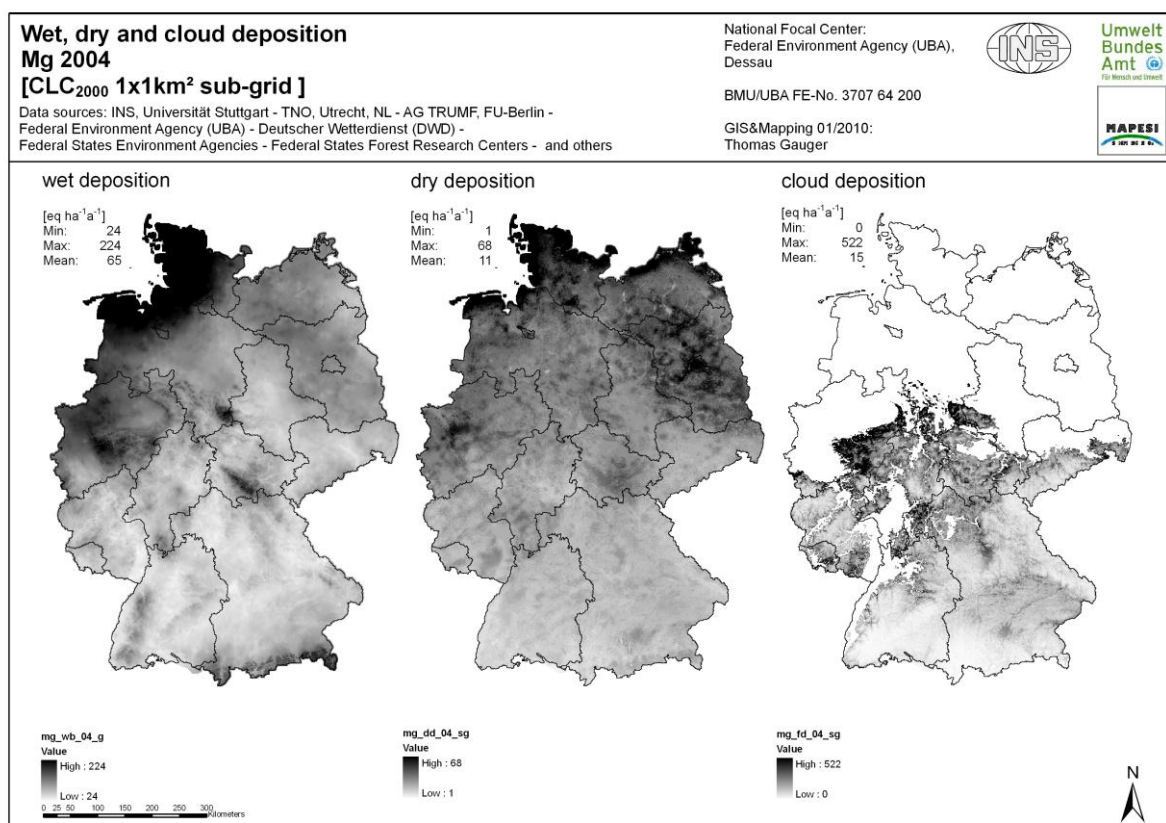 Wet, dry and cloud deposition
Mg 2004
[CLC2000 1x1km² sub-grid ]
Data sources: INS, Universität Stuttgart - TNO, Utrecht, NL - AG TRUMF, FU-Berlin -
Federal Environment Agency (UBA) - Deutscher Wetterdienst (DWD) -
Federal States Environment Agencies - Federal States Forest Research Centers - and others
National Focal Center:
Federal Environment Agency (UBA),
Dessau
BMU/UBA FE-No. 3707 64 200
GIS&Mapping 01/2010:
Thomas Gauger
INS
Umwelt
Bundes
Amt
Für Mensch und Umwelt
MAPESI
wet deposition
[eq ha⁻¹a⁻¹]
Min: 24
Max: 224
Mean: 65
dry deposition
[eq ha⁻¹a⁻¹]
Min: 1
Max: 68
Mean: 11
cloud deposition
[eq ha⁻¹a⁻¹]
Min: 0
Max: 522
Mean: 15
mg_wb_04_g
Value
High : 224
Low : 24
0 25 50 100 150 200 250 300
Kilometers
mg_dd_04_sg
Value
High : 68
Low : 1
mg_fd_04_sg
Value
High : 522
Low : 0
N